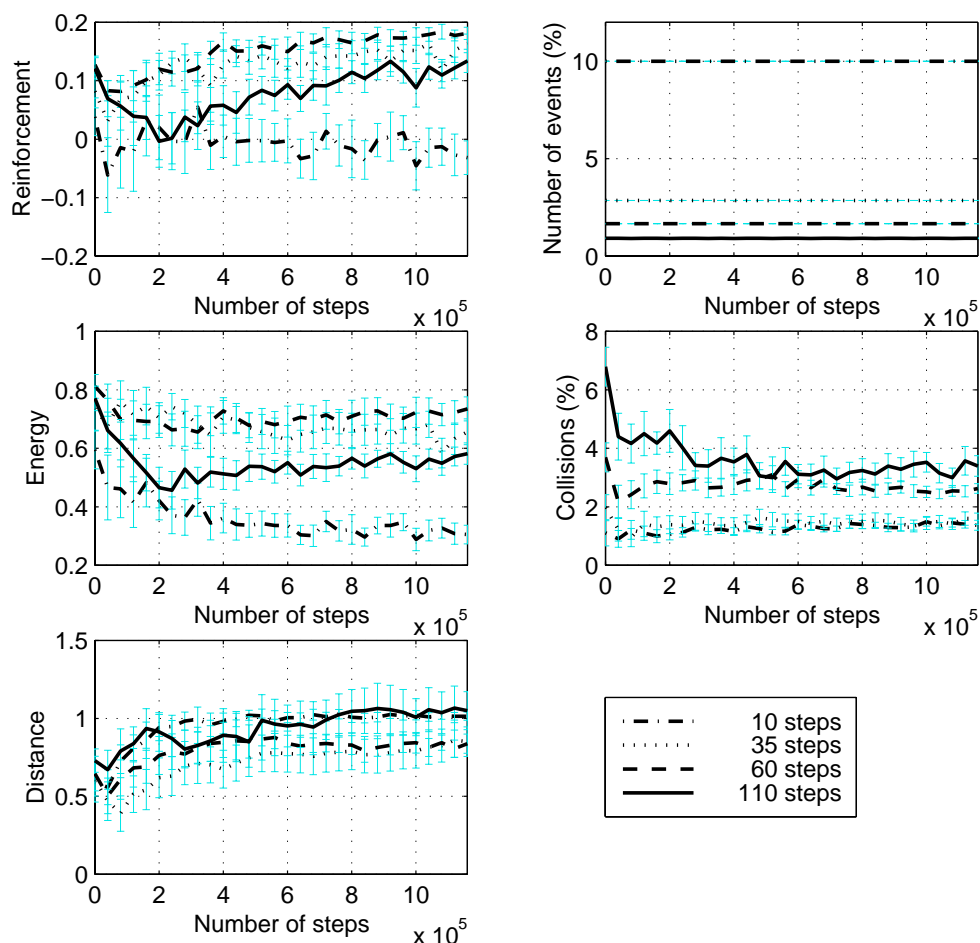 0.2
0.1
0
−0.1
−0.2
Reinforcement
0 2 4 6 8 10
Number of steps
x 10^5
10
5
0
Number of events (%)
0 2 4 6 8 10
Number of steps
x 10^5
1
0.8
0.6
0.4
0.2
Energy
0 2 4 6 8 10
Number of steps
x 10^5
8
6
4
2
0
Collisions (%)
0 2 4 6 8 10
Number of steps
x 10^5
1.5
1
0.5
0
Distance
0 2 4 6 8 10
Number of steps
x 10^5
10 steps
35 steps
60 steps
110 steps